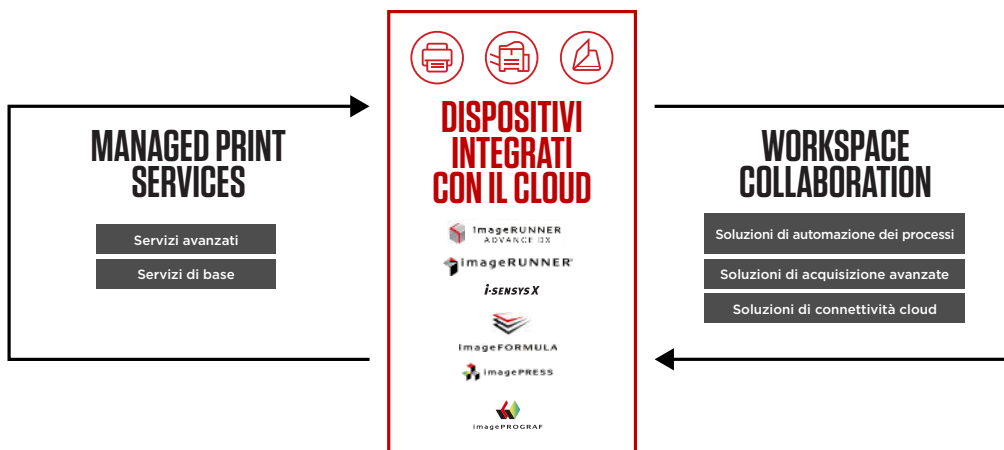 MANAGED PRINT
SERVICES
Servizi avanzati
Servizi di base
DISPOSITIVI
INTEGRATI
CON IL CLOUD
imageRUNNER
ADVANCE DX
imageRUNNER
i-SENSYS X
imageFORMULA
imagePRESS
imagePROGRAF
WORKSPACE
COLLABORATION
Soluzioni di automazione dei processi
Soluzioni di acquisizione avanzate
Soluzioni di connettività cloud